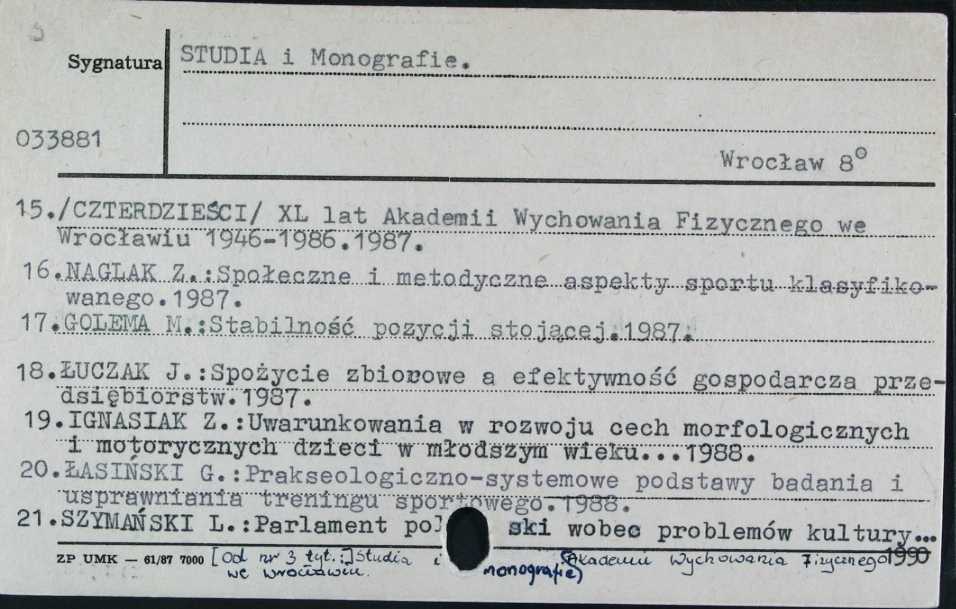 Sygnatura
STUDIA i Monografie.
033881
Wrocław 8°
15./CZTERDZIEŚCI/ XL lat Akademii Wychowania Fizycznego we
Wrocławiu 1946-1986.1987.
16.NAGLAK Z.:Społeczne i metodyczne aspekty sportu klasyfiko-
wanego.1987.
17.GOLEMA M.:Stabilność pozycji stojącej.1987.
18.ŁUCZAK J.:Spożycie zbiorowe a efektywność gospodarcza prze-
dsiębiorstw.1987.
19.IGNASIAK Z.:Uwarunkowania w rozwoju cech morfologicznych
i motorycznych dzieci w młodszym wieku...1988.
20.ŁASIŃSKI G.:Prakseologiczno-systemowe podstawy badania i
usprawniania treningu sportowego.1988.
21.SZYMAŃSKI L.:Parlament pol ski wobec problemów kultury...
1990
ZP UMK — 61/87 7000 [Od nr 3 tyt.:] Studia i monografie) (Akademii Wychowania Fizycznego
we Wrocławiu.